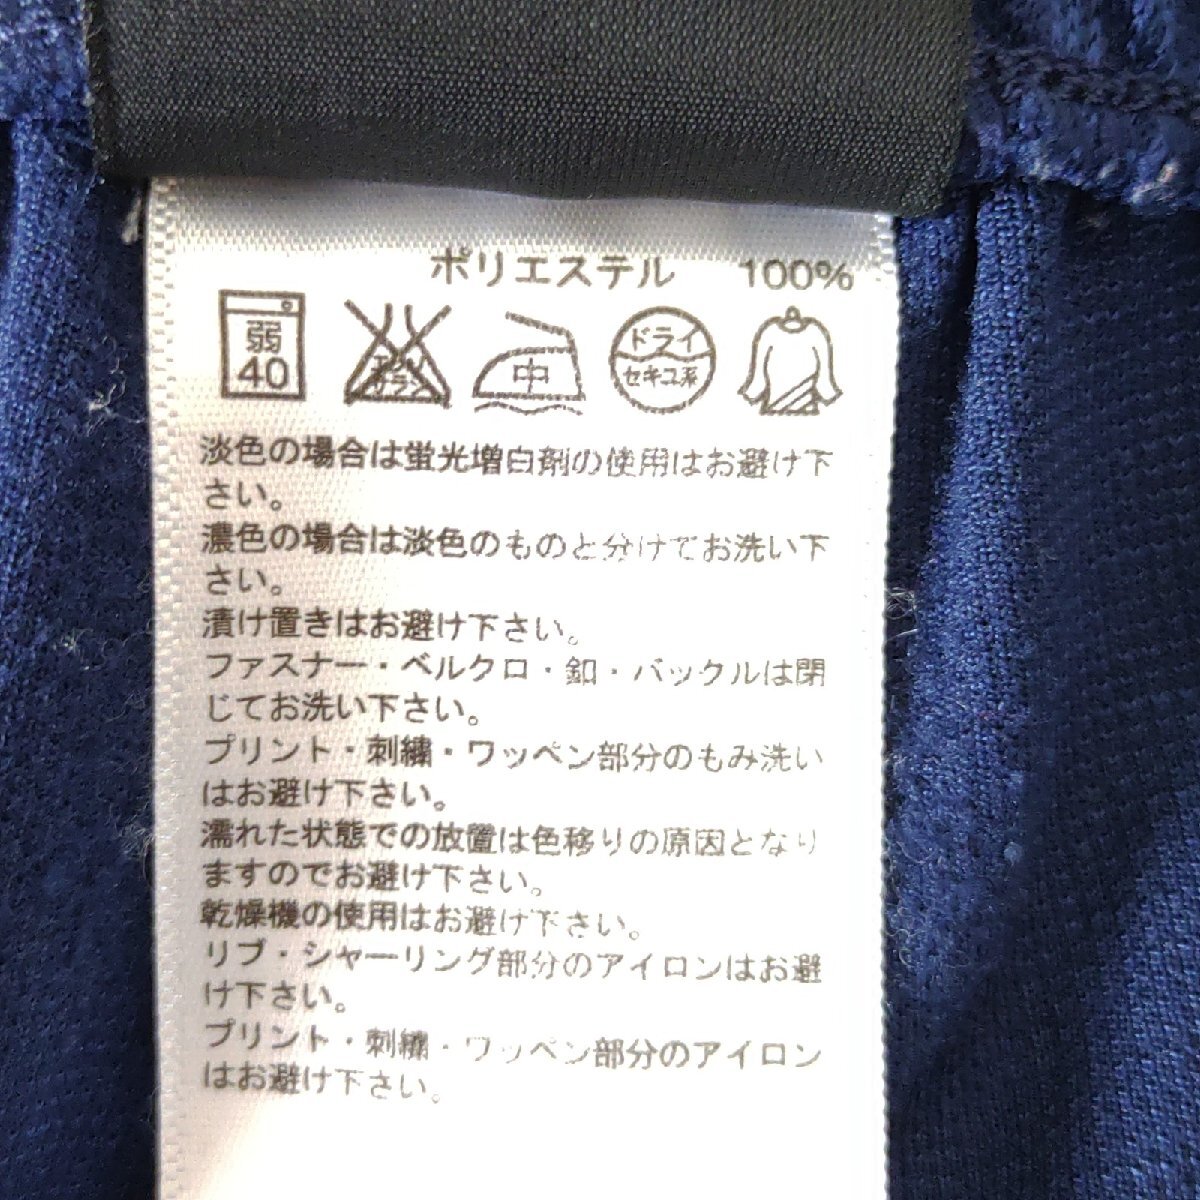 ポリエステル 100%
弱
40
エンソ
サラシ
中
ドライ
セキユ系
淡色の場合は蛍光増白剤の使用はお避け下
さい。
濃色の場合は淡色のものと分けてお洗い下
さい。
漬け置きはお避け下さい。
ファスナー・ベルクロ・釦・バックルは閉
じてお洗い下さい。
プリント・刺繍・ワッペン部分のもみ洗い
はお避け下さい。
濡れた状態での放置は色移りの原因となり
ますのでお避け下さい。
乾燥機の使用はお避け下さい。
リブ・シャーリング部分のアイロンはお避
け下さい。
プリント・刺繍・ワッペン部分のアイロン
はお避け下さい。